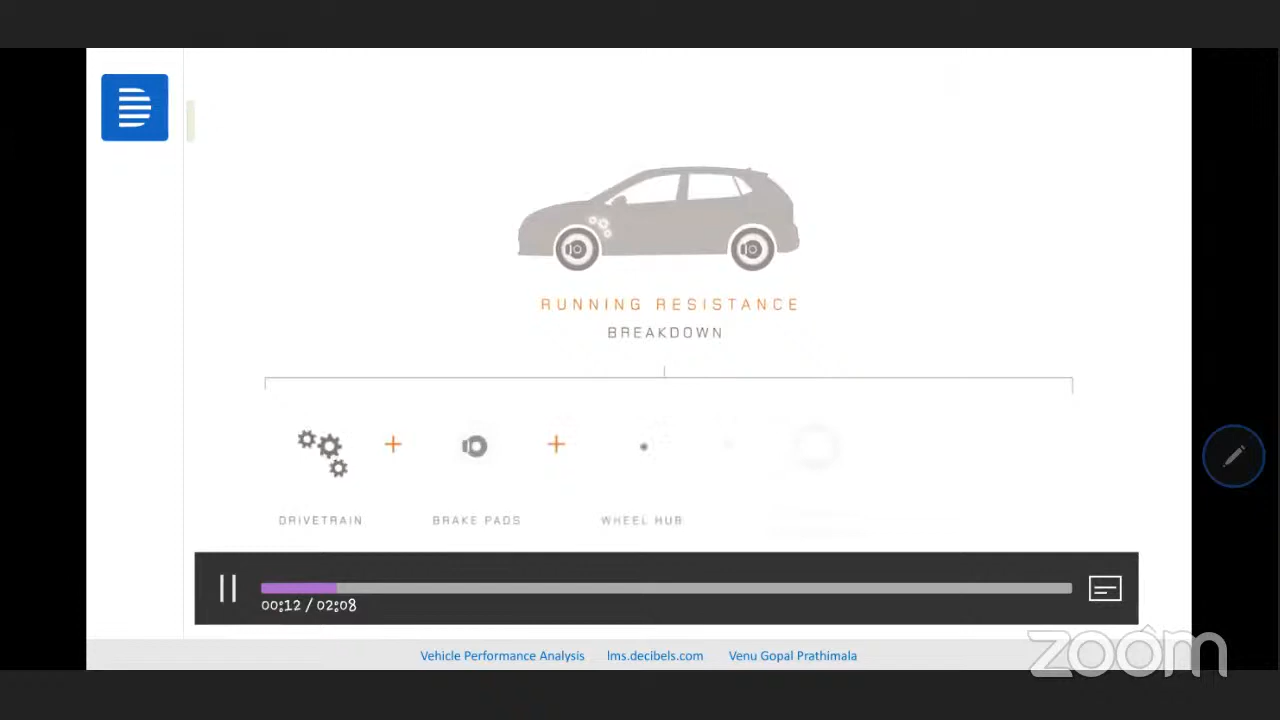 RUNNING RESISTANCE
BREAKDOWN
+ +
DRIVETRAIN BRAKE PADS WHEEL HUB
00:12 / 02:08
Vehicle Performance Analysis lms.decibels.com Venu Gopal Prathimala
zoom